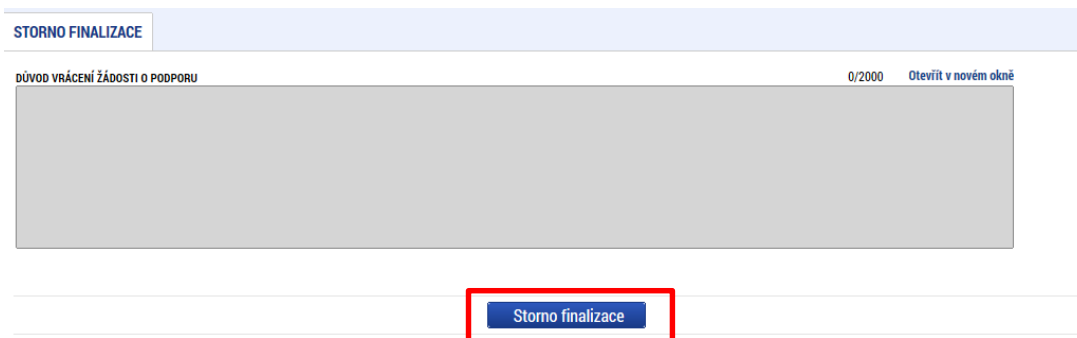 STORNO FINALIZACE
DŮVOD VRÁCENÍ ŽÁDOSTI O PODPORU 0/2000 Otevřít v novém okně
Storno finalizace